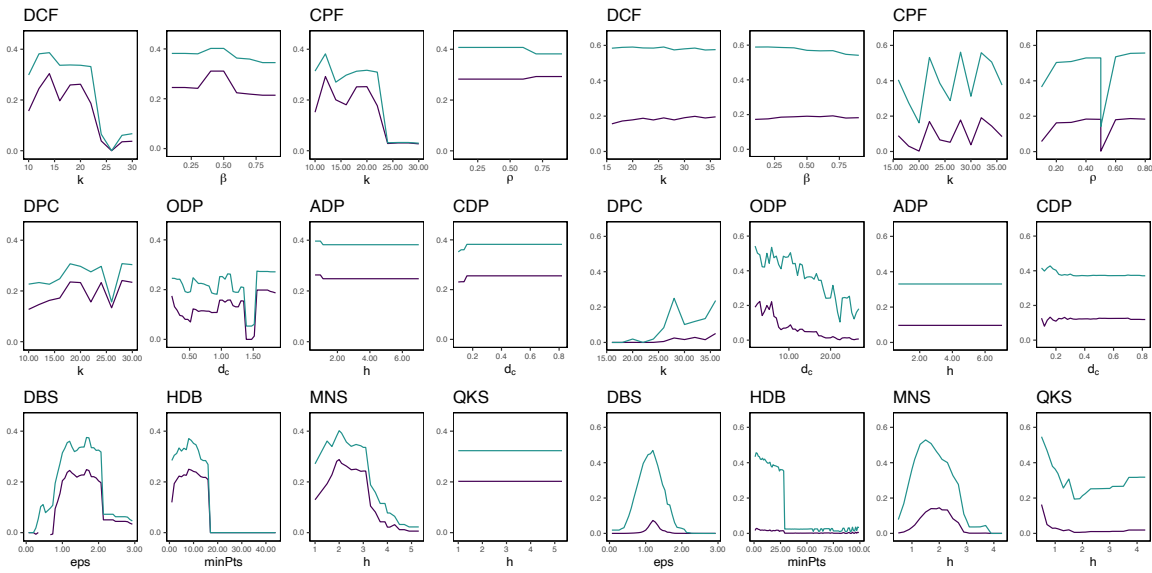 DCF CPF DCF CPF
0.4 0.4 0.4 0.4 0.6 0.6 0.6 0.6
0.2 0.2 0.2 0.2 0.4 0.4 0.4 0.4
0.2 0.2 0.2 0.2
0.0 0.0 0.0 0.0 0.0 0.0 0.0 0.0
10 20 30 0.25 0.50 0.75 10.00 20.00 30.00 0.25 0.50 0.75 15 20 25 30 35 0.25 0.50 0.75 15.00 20.00 25.00 30.00 35.00 0.20 0.40 0.60 0.80
k β k ρ k β k ρ
DPC ODP ADP CDP DPC ODP ADP CDP
0.4 0.4 0.4 0.4 0.6 0.6 0.6 0.6
0.2 0.2 0.2 0.2 0.4 0.4 0.4 0.4
0.2 0.2 0.2 0.2
0.0 0.0 0.0 0.0 0.0 0.0 0.0 0.0
10.00 20.00 30.00 0.50 1.00 1.50 2.00 4.00 6.00 0.2 0.4 0.6 0.8 15.00 20.00 25.00 30.00 35.00 10.00 20.00 2.00 4.00 6.00 0.2 0.4 0.6 0.8
k dc h dc k dc h dc
DBS HDB MNS QKS DBS HDB MNS QKS
0.4 0.4 0.4 0.4 0.6 0.6 0.6 0.6
0.2 0.2 0.2 0.2 0.4 0.4 0.4 0.4
0.2 0.2 0.2 0.2
0.0 0.0 0.0 0.0 0.0 0.0 0.0 0.0
0.00 1.00 2.00 3.00 0.00 10.00 20.00 30.00 40.00 1 2 3 4 5 1 2 3 4 5 0.00 1.00 2.00 3.00 0.00 25.00 50.00 75.00 100.00 1 2 3 4 1 2 3 4
eps minPts h h eps minPts h h